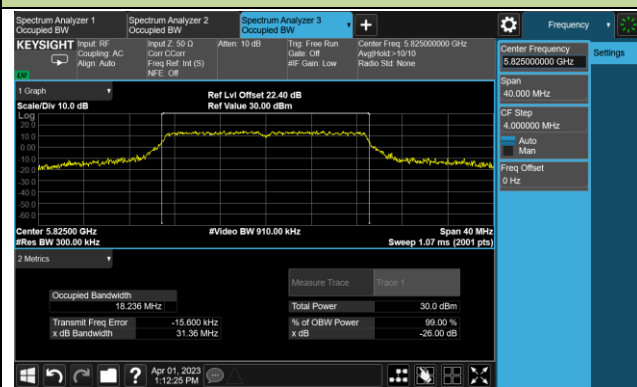 Spectrum Analyzer 1
Occupied BW
Spectrum Analyzer 2
Occupied BW
Spectrum Analyzer 3
Occupied BW
Frequency
KEYSIGHT
Input: RF
Coupling: AC
Align: Auto
Input Z: 50 Ω
Corr CCorr
Freq Ref: Int (S)
NFE: Off
Atten: 10 dB
Trig: Free Run
Gate: Off
#IF Gain: Low
Center Freq: 5.825000000 GHz
Avg|Hold:>10/10
Radio Std: None
Center Frequency
5.825000000 GHz
Settings
Span
40.000 MHz
CF Step
4.000000 MHz
Auto
Man
Freq Offset
0 Hz
1 Graph
Scale/Div 10.0 dB
Ref Lvl Offset 22.40 dB
Ref Value 30.00 dBm
Log
20.0
10.0
0.00
-10.0
-20.0
-30.0
-40.0
-50.0
-60.0
Center 5.82500 GHz
#Res BW 300.00 kHz
#Video BW 910.00 kHz
Span 40 MHz
Sweep 1.07 ms (2001 pts)
2 Metrics
Measure Trace
Trace 1
Occupied Bandwidth
18.236 MHz
Total Power
30.0 dBm
Transmit Freq Error
-15.600 kHz
% of OBW Power
99.00 %
x dB Bandwidth
31.36 MHz
x dB
-26.00 dB
Apr 01, 2023
1:12:25 PM